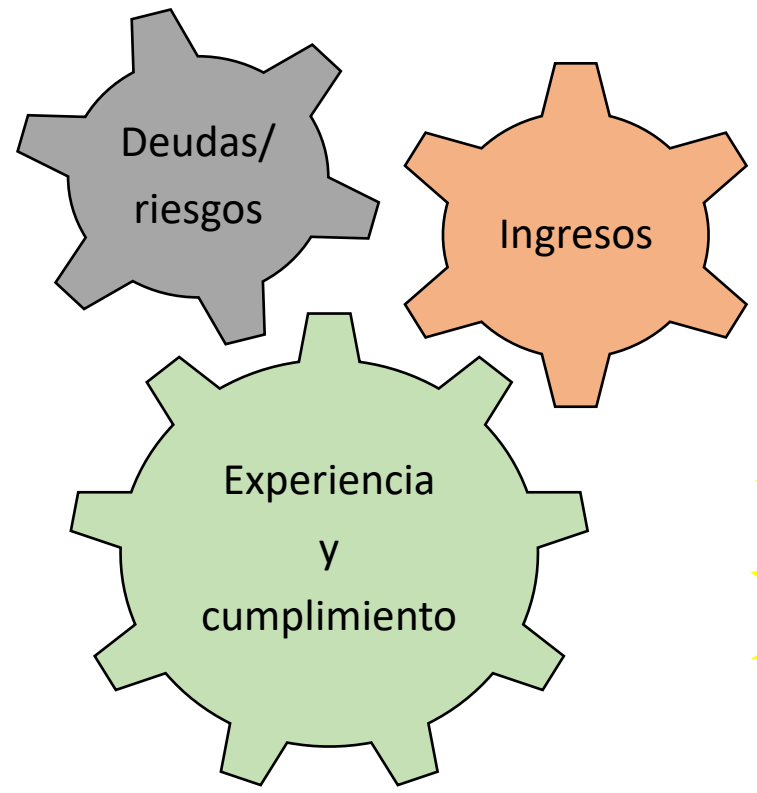 Deudas/
riesgos
Ingresos
Experiencia
y
cumplimiento